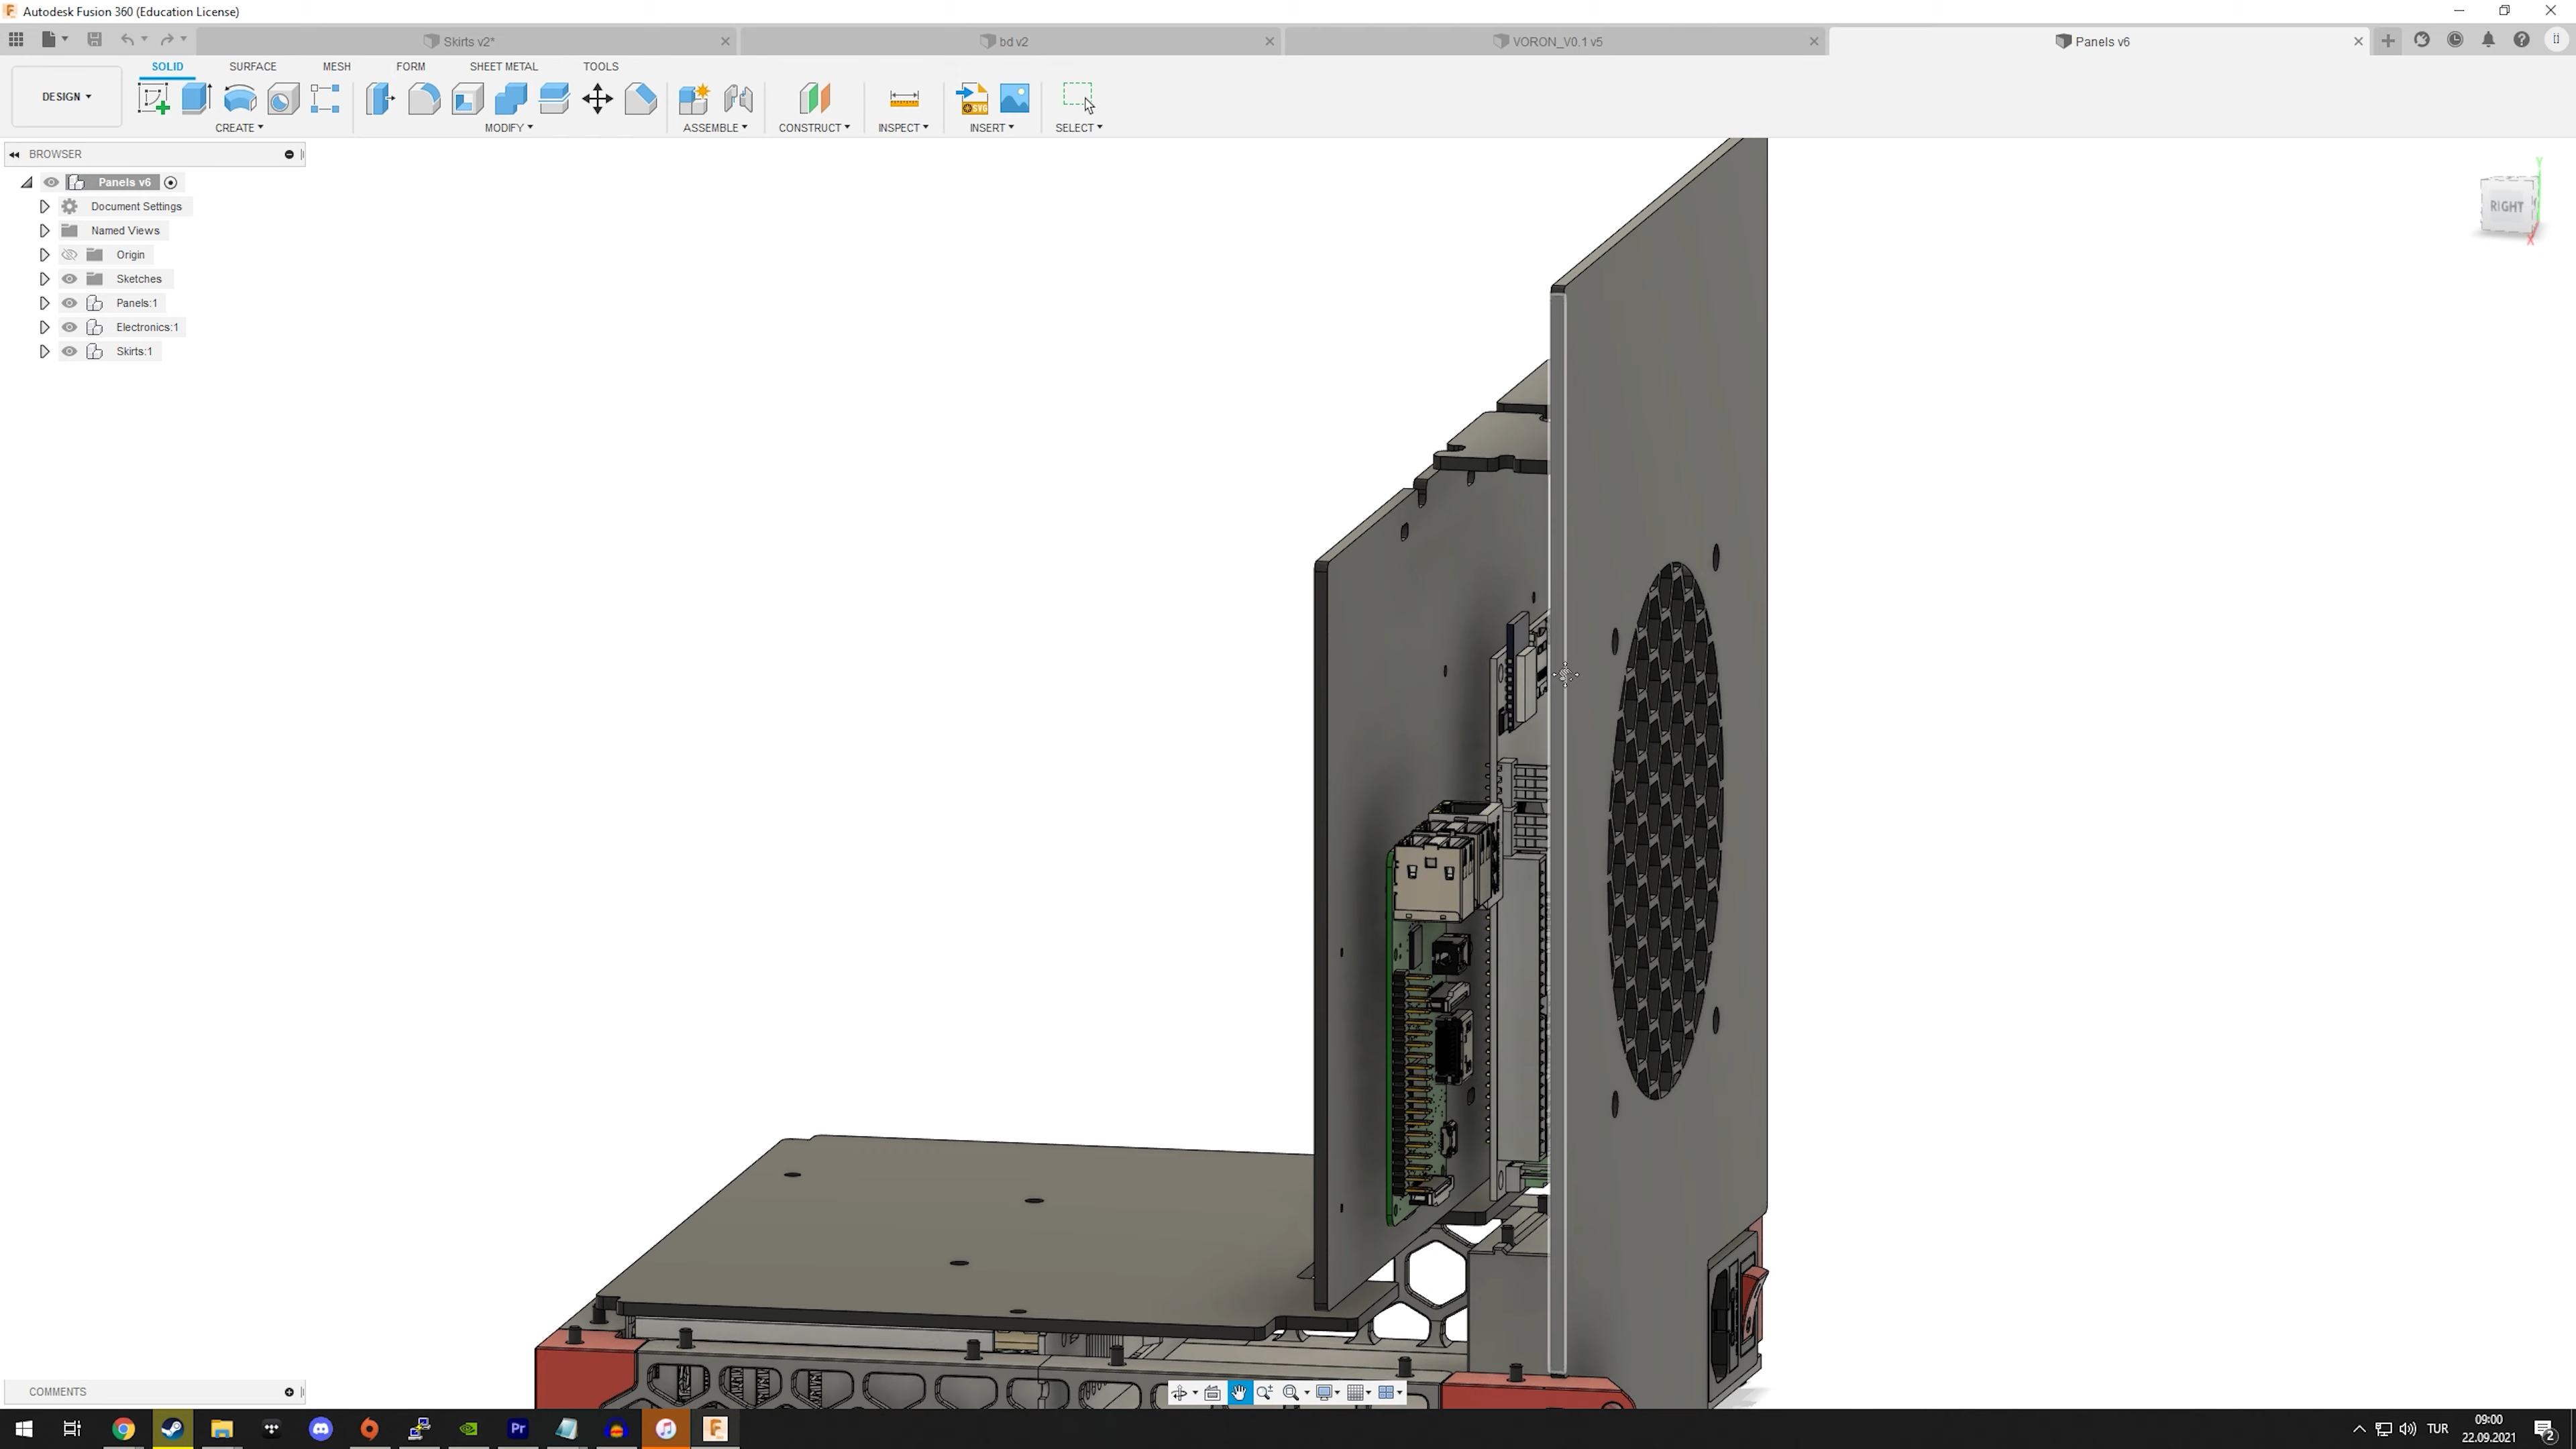 Autodesk Fusion 360 (Education License)
Skirts v2*
bd v2
VORON_V0.1 v5
Panels v6
SOLID SURFACE MESH FORM SHEET METAL TOOLS
DESIGN
CREATE MODIFY ASSEMBLE CONSTRUCT INSPECT INSERT SELECT
BROWSER
Panels v6
Document Settings
Named Views
Origin
Sketches
Panels:1
Electronics:1
Skirts:1
RIGHT
Y
X
COMMENTS
Pr
F
TUR
09:00
22.09.2021
2